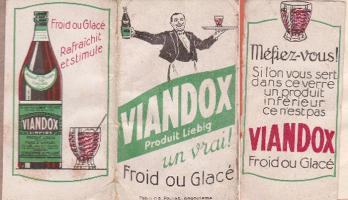 Froid ou Glacé
Rafraîchit
et stimule
VIANDOX
VIANDOX
Produit Liebig
un vrai!
Froid ou Glacé
Méfiez-vous!
Si l'on vous sert
dans ce verre
un produit
inférieur
ce n'est pas
VIANDOX
Froid ou Glacé